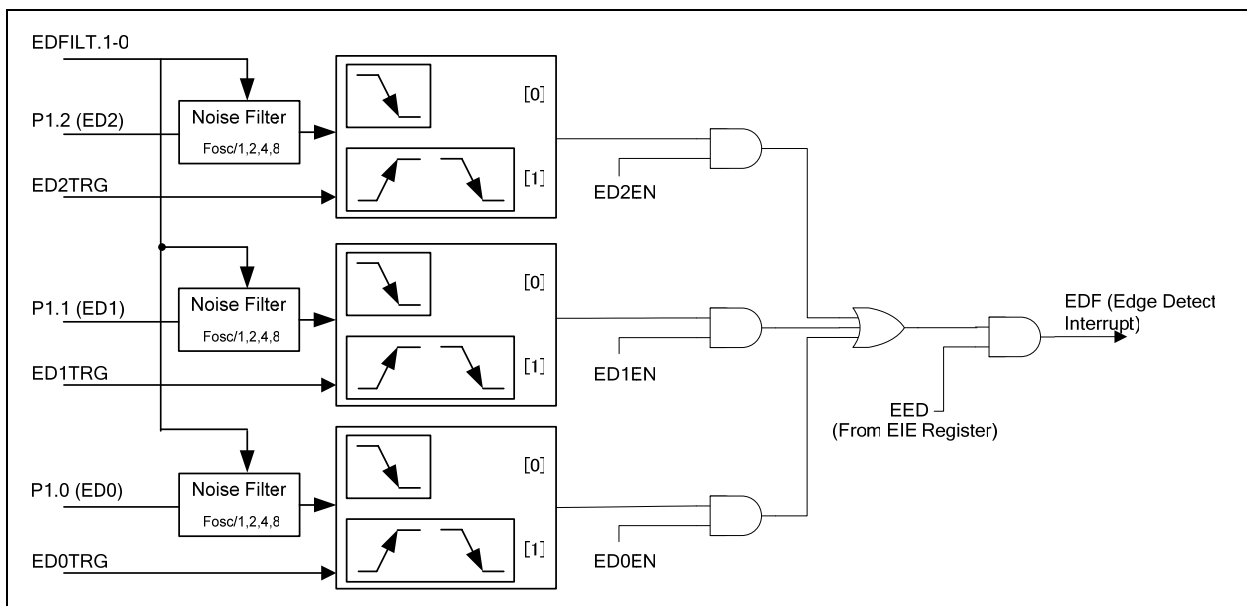 EDFILT.1-0
P1.2 (ED2)
Noise Filter
Fosc/1,2,4,8
[0]
[1]
ED2TRG
ED2EN
P1.1 (ED1)
Noise Filter
Fosc/1,2,4,8
[0]
[1]
ED1TRG
ED1EN
EDF (Edge Detect
Interrupt)
EED
(From EIE Register)
P1.0 (ED0)
Noise Filter
Fosc/1,2,4,8
[0]
[1]
ED0TRG
ED0EN